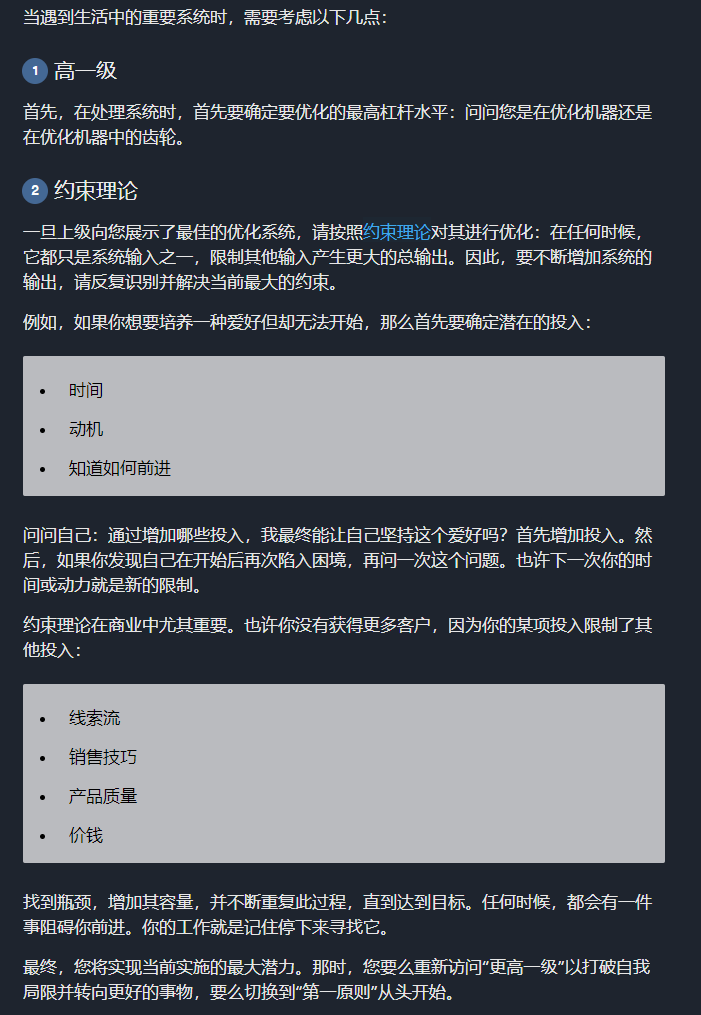 当遇到生活中的重要系统时，需要考虑以下几点：
1 高一级
首先，在处理系统时，首先要确定要优化的最高杠杆水平：问问您是在优化机器还是
在优化机器中的齿轮。
2 约束理论
一旦上级向您展示了最佳的优化系统，请按照约束理论对其进行优化：在任何时候，
它都只是系统输入之一，限制其他输入产生更大的总输出。因此，要不断增加系统的
输出，请反复识别并解决当前最大的约束。
例如，如果你想要培养一种爱好但却无法开始，那么首先要确定潜在的投入：
• 时间
• 动机
• 知道如何前进
问问自己：通过增加哪些投入，我最终能让自己坚持这个爱好吗？首先增加投入。然
后，如果你发现自己在开始后再次陷入困境，再问一次这个问题。也许下一次你的时
间或动力就是新的限制。
约束理论在商业中尤其重要。也许你没有获得更多客户，因为你的某项投入限制了其
他投入：
• 线索流
• 销售技巧
• 产品质量
• 价钱
找到瓶颈，增加其容量，并不断重复此过程，直到达到目标。任何时候，都会有一件
事阻碍你前进。你的工作就是记住停下来寻找它。
最终，您将实现当前实施的最大潜力。那时，您要么重新访问“更高一级”以打破自我
局限并转向更好的事物，要么切换到“第一原则”从头开始。